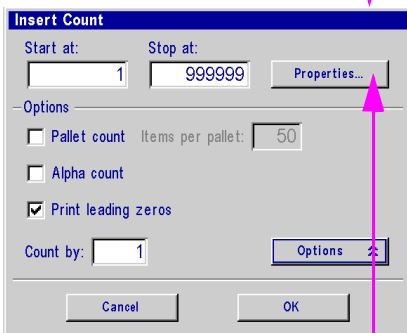 Insert Count
Start at: Stop at:
1 999999 Properties...
Options
Pallet count Items per pallet: 50
Alpha count
Print leading zeros
Count by: 1 Options
Cancel OK